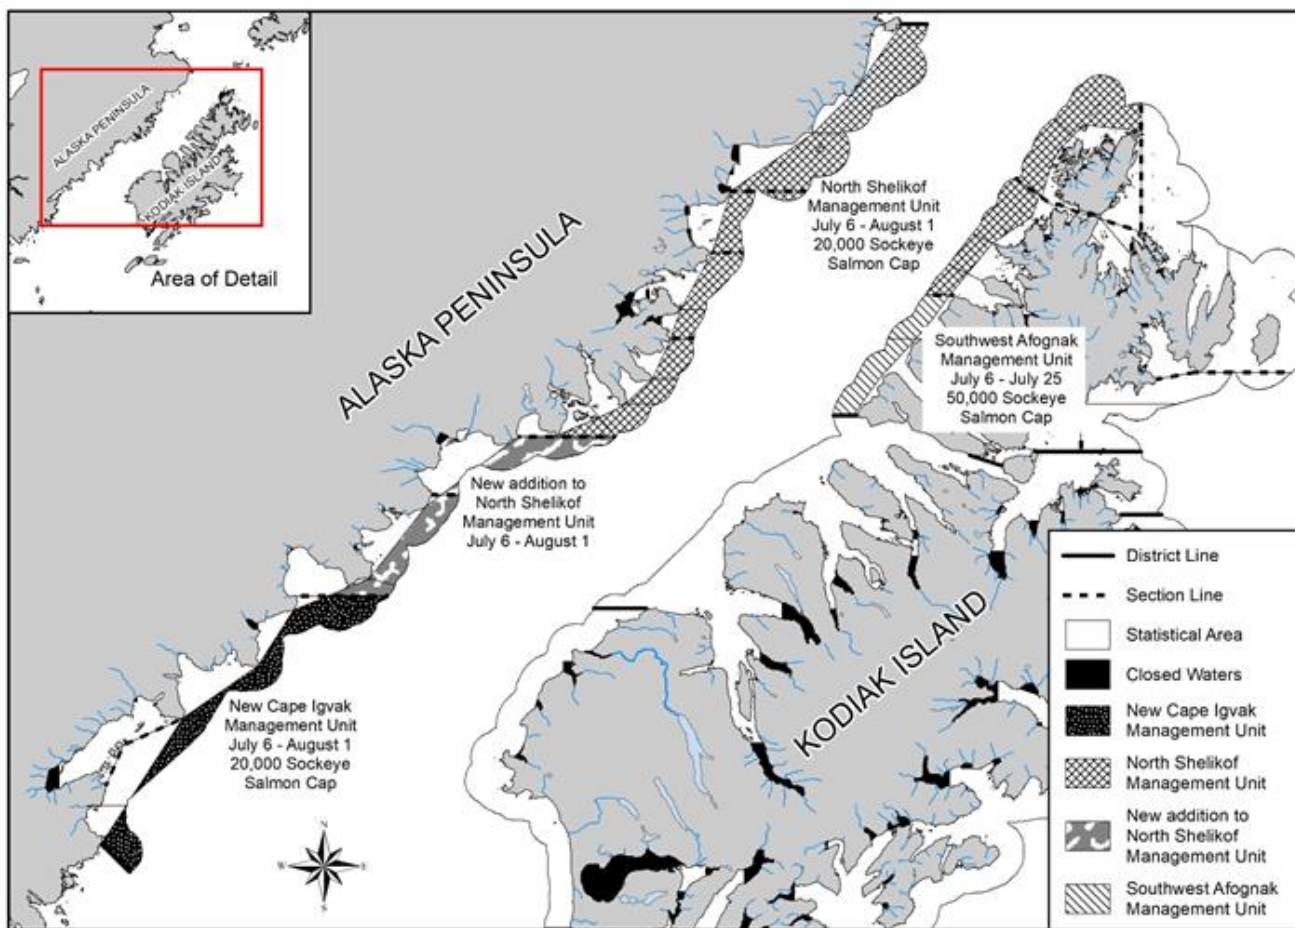 ALASKA PENINSULA
KODIAK ISLAND
Area of Detail
ALASKA PENINSULA
North Shelikof
Management Unit
July 6 - August 1
20,000 Sockeye
Salmon Cap
Southwest Afognak
Management Unit
July 6 - July 25
50,000 Sockeye
Salmon Cap
New addition to
North Shelikof
Management Unit
July 6 - August 1
New Cape Igvak
Management Unit
July 6 - August 1
20,000 Sockeye
Salmon Cap
KODIAK ISLAND
N
W
E
S
District Line
Section Line
Statistical Area
Closed Waters
New Cape Igvak
Management Unit
North Shelikof
Management Unit
New addition to
North Shelikof
Management Unit
Southwest Afognak
Management Unit